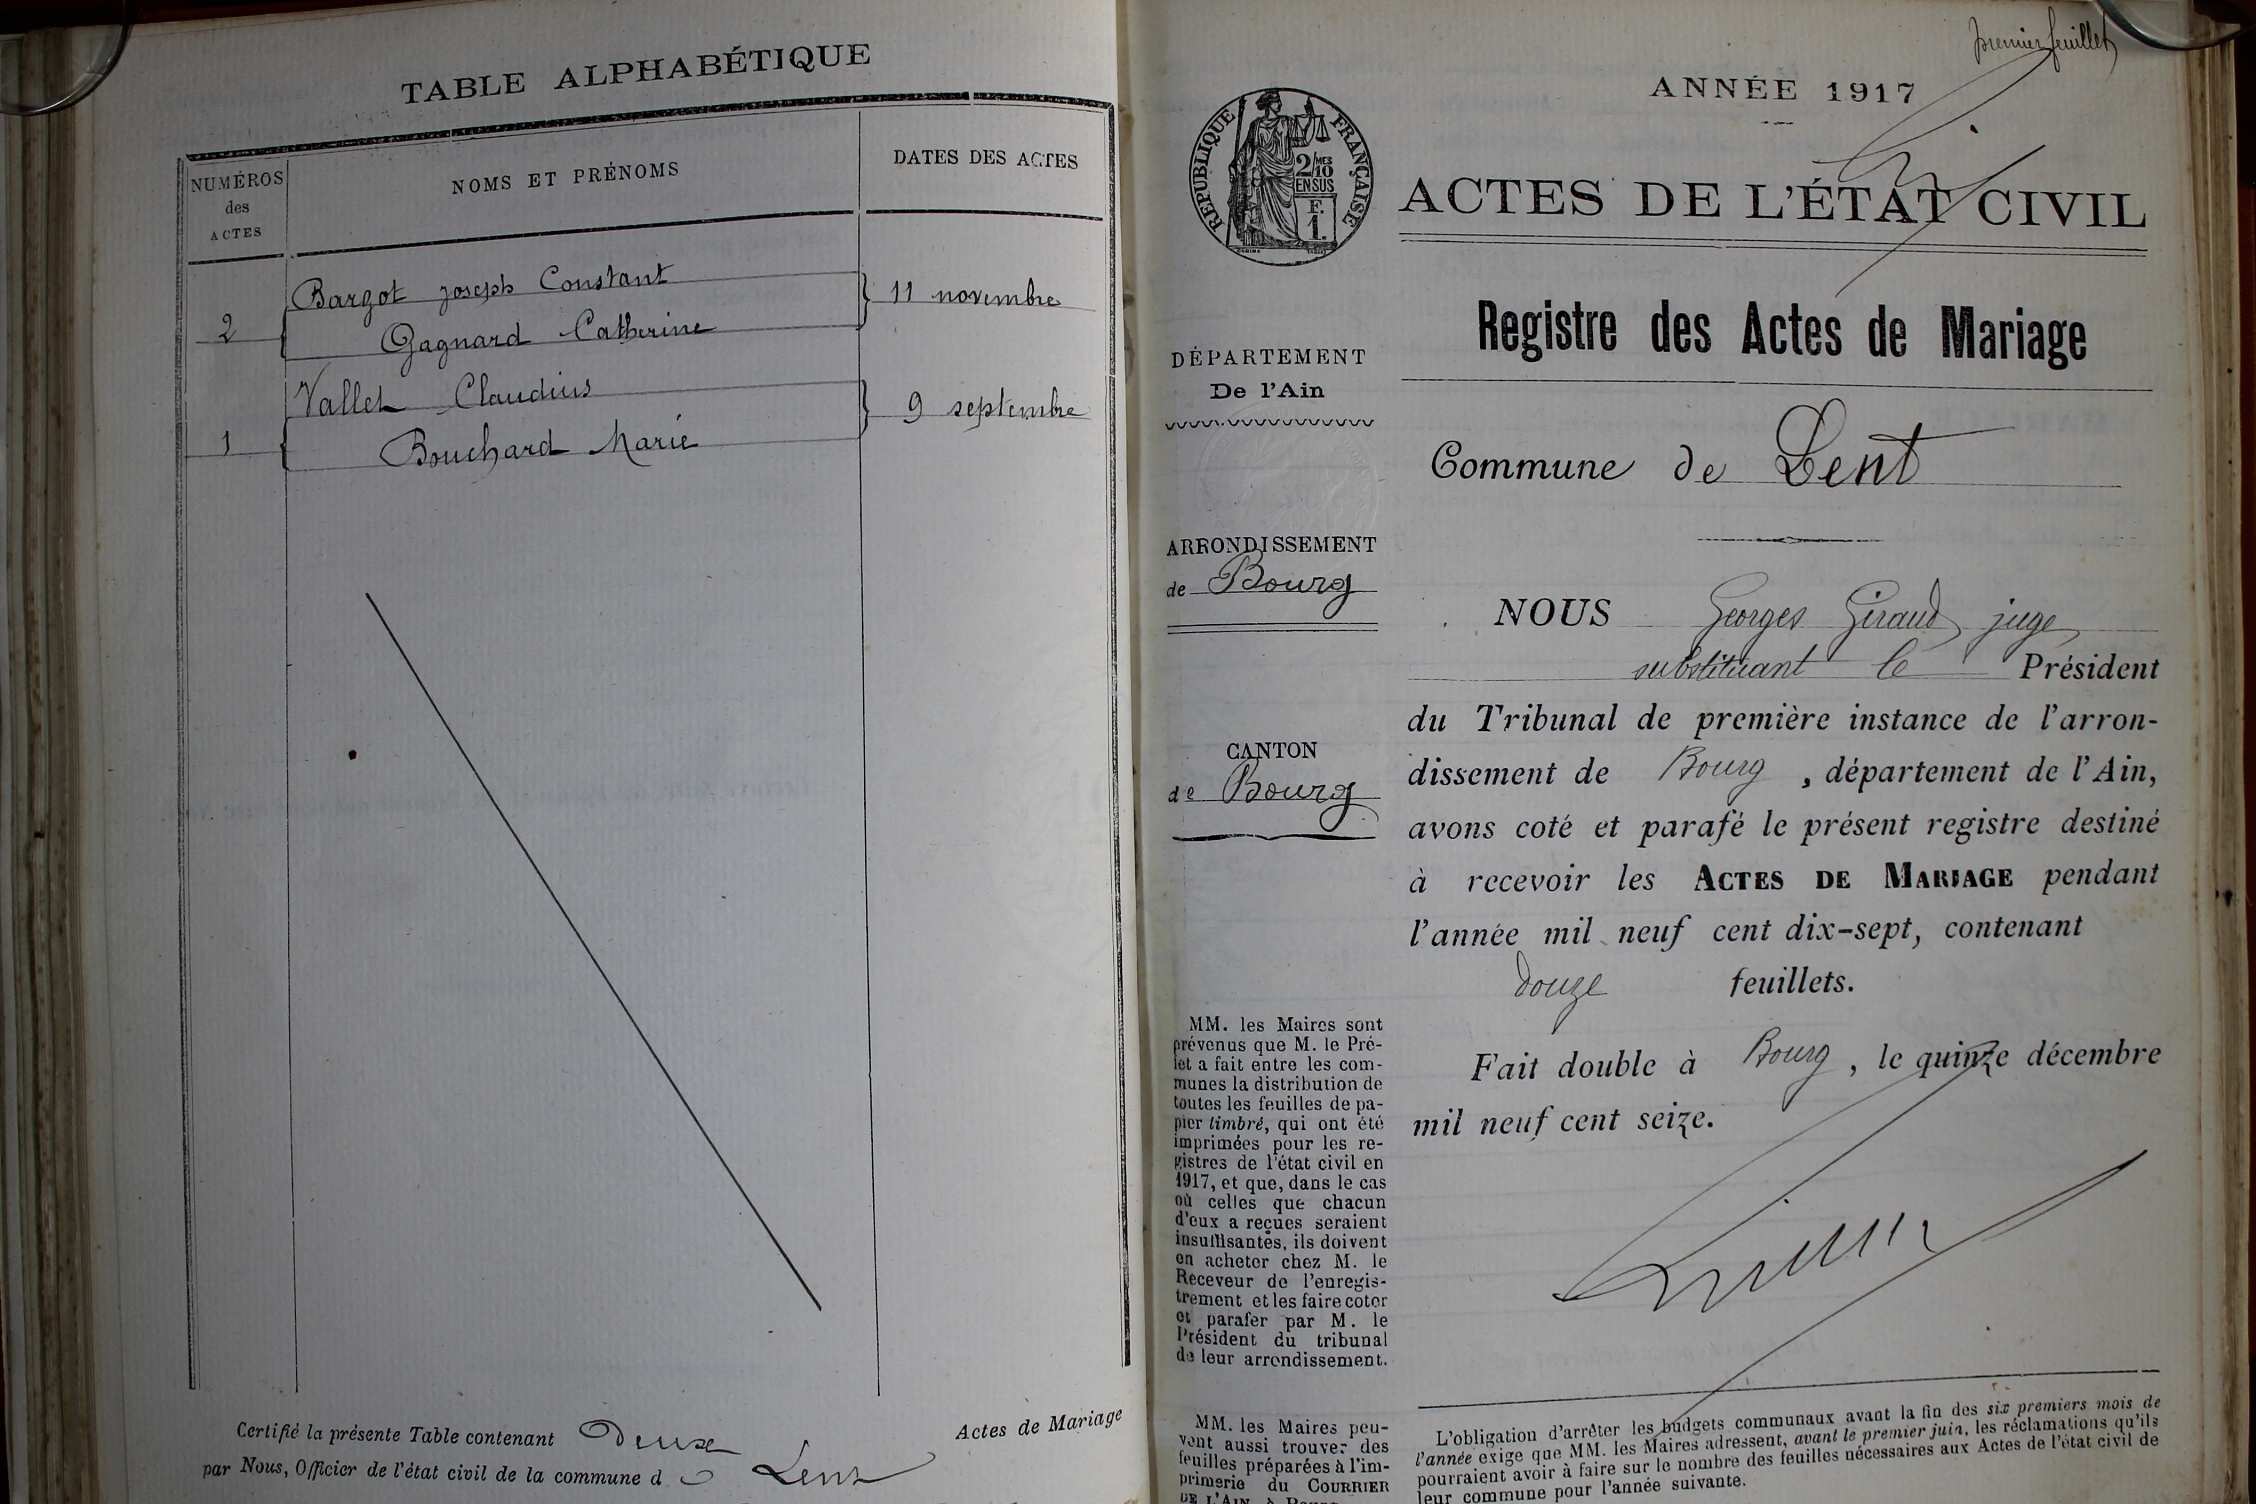 TABLE ALPHABÉTIQUE
NUMÉROS
des
ACTES
NOMS ET PRÉNOMS
DATES DES ACTES
2
Bargot joseph Constant
Gagnard Catherine
11 novembre
1
Vallet Claudius
Bouchard Marie
9 septembre
Certifié la présente Table contenant Deux Actes de Mariage
par Nous, Officier de l'état civil de la commune d e Lent
premier feuillet
ANNÉE 1917
RÉPUBLIQUE FRANÇAISE
2/MES
10
EN SUS
F.
1.
ACTES DE L'ÉTAT CIVIL
Registre des Actes de Mariage
DÉPARTEMENT
De l'Ain
Commune de Lent
ARRONDISSEMENT
de Bourg
CANTON
de Bourg
NOUS Georges Giraud, juge,
substituant le Président
du Tribunal de première instance de l'arron-
dissement de Bourg, département de l'Ain,
avons coté et parafé le présent registre destiné
à recevoir les ACTES DE MARIAGE pendant
l'année mil neuf cent dix-sept, contenant
douze feuillets.
Fait double à Bourg, le quinze décembre
mil neuf cent seize.
MM. les Maires sont
prévenus que M. le Pré-
fet a fait entre les com-
munes la distribution de
toutes les feuilles de pa-
pier timbré, qui ont été
imprimées pour les re-
gistres de l'état civil en
1917, et que, dans le cas
où celles que chacun
d'eux a reçues seraient
insuffisantes, ils doivent
en acheter chez M. le
Receveur de l'enregis-
trement et les faire coter
et parafer par M. le
Président du tribunal
de leur arrondissement.
MM. les Maires peu-
vent aussi trouver des
feuilles préparées à l'im-
primerie du COURRIER
DE L'AIN, à
L'obligation d'arrêter les budgets communaux avant la fin des six premiers mois de
l'année exige que MM. les Maires adressent, avant le premier juin, les réclamations qu'ils
pourraient avoir à faire sur le nombre des feuilles nécessaires aux Actes de l'état civil de
leur commune pour l'année suivante.